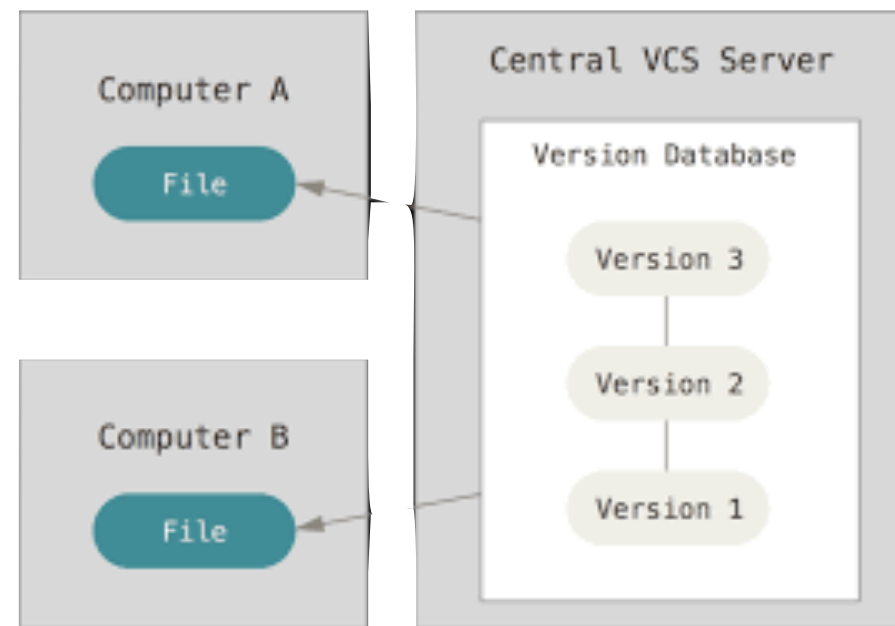 Computer A
File
Computer B
File
Central VCS Server
Version Database
Version 3
Version 2
Version 1